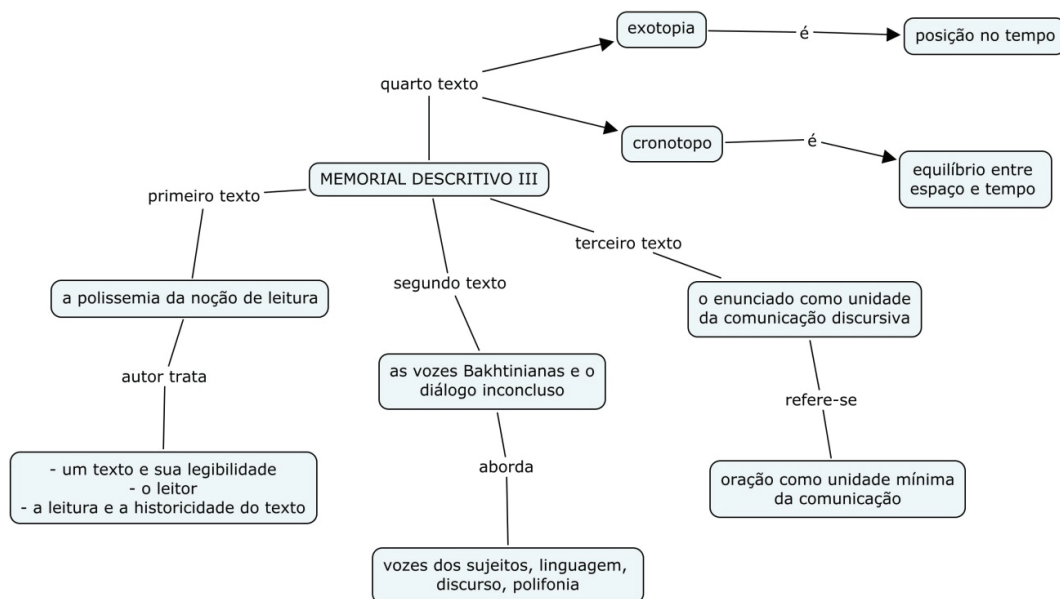 exotopia
é
posição no tempo
quarto texto
cronotopo
é
equilíbrio entre
espaço e tempo
MEMORIAL DESCRITIVO III
primeiro texto
terceiro texto
segundo texto
a polissemia da noção de leitura
o enunciado como unidade
da comunicação discursiva
autor trata
as vozes Bakhtinianas e o
diálogo inconcluso
refere-se
- um texto e sua legibilidade
- o leitor
- a leitura e a historicidade do texto
aborda
oração como unidade mínima
da comunicação
vozes dos sujeitos, linguagem,
discurso, polifonia